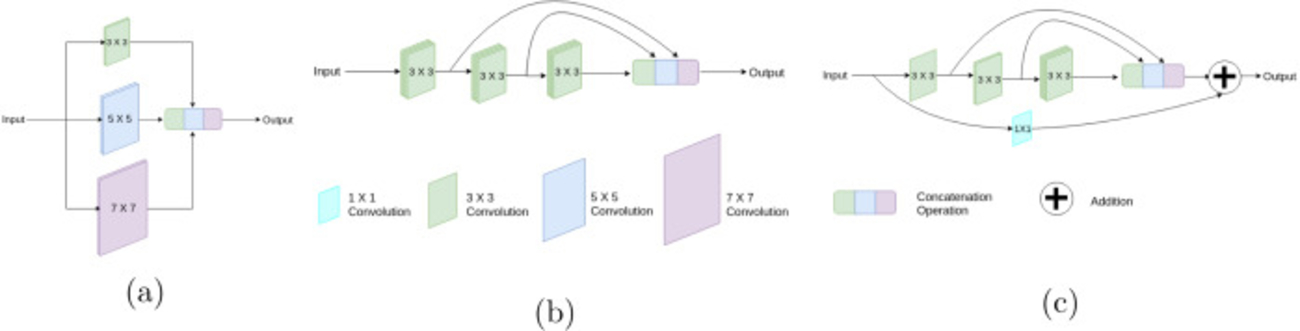 Input
3 X 3
5 X 5
7 X 7
Output
(a)
Input
3 X 3
3 X 3
3 X 3
Output
1 X 1
Convolution
3 X 3
Convolution
5 X 5
Convolution
7 X 7
Convolution
(b)
Input
3 X 3
3 X 3
3 X 3
1X1
Output
Concatenation
Operation
Addition
(c)